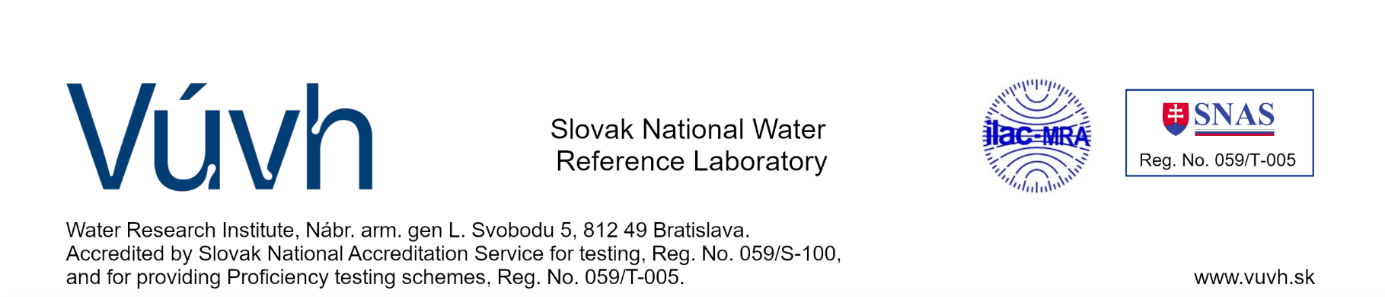 Vúvh
Slovak National Water
Reference Laboratory
ilac-MRA
SNAS
Reg. No. 059/T-005
Water Research Institute, Nábr. arm. gen L. Svobodu 5, 812 49 Bratislava.
Accredited by Slovak National Accreditation Service for testing, Reg. No. 059/S-100,
and for providing Proficiency testing schemes, Reg. No. 059/T-005.
www.vuvh.sk